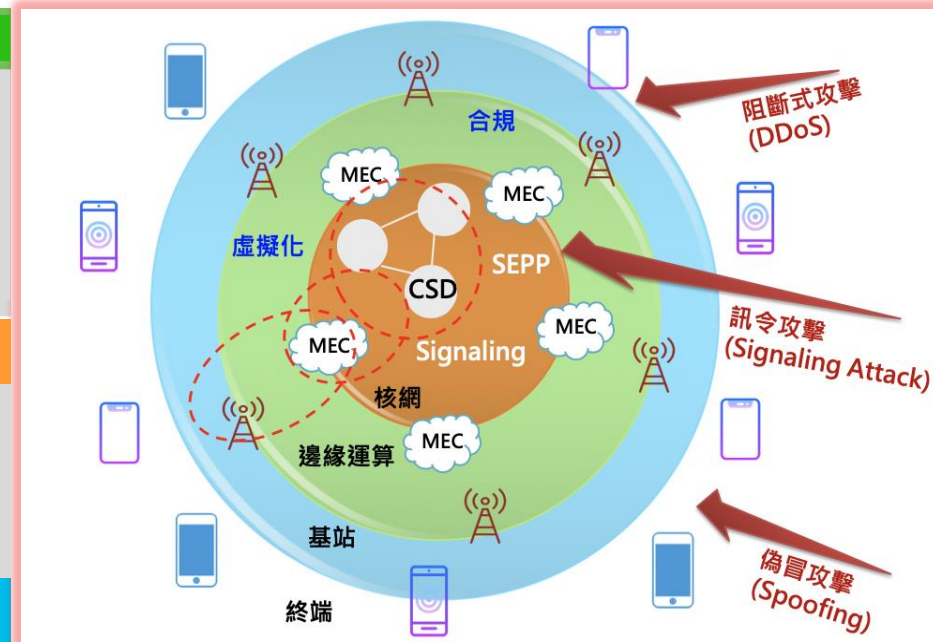 合規
阻斷式攻擊
(DDoS)
MEC
MEC
虛擬化
SEPP
CSD
訊令攻擊
(Signaling Attack)
MEC
MEC
Signaling
核網
MEC
邊緣運算
基站
偽冒攻擊
(Spoofing)
終端